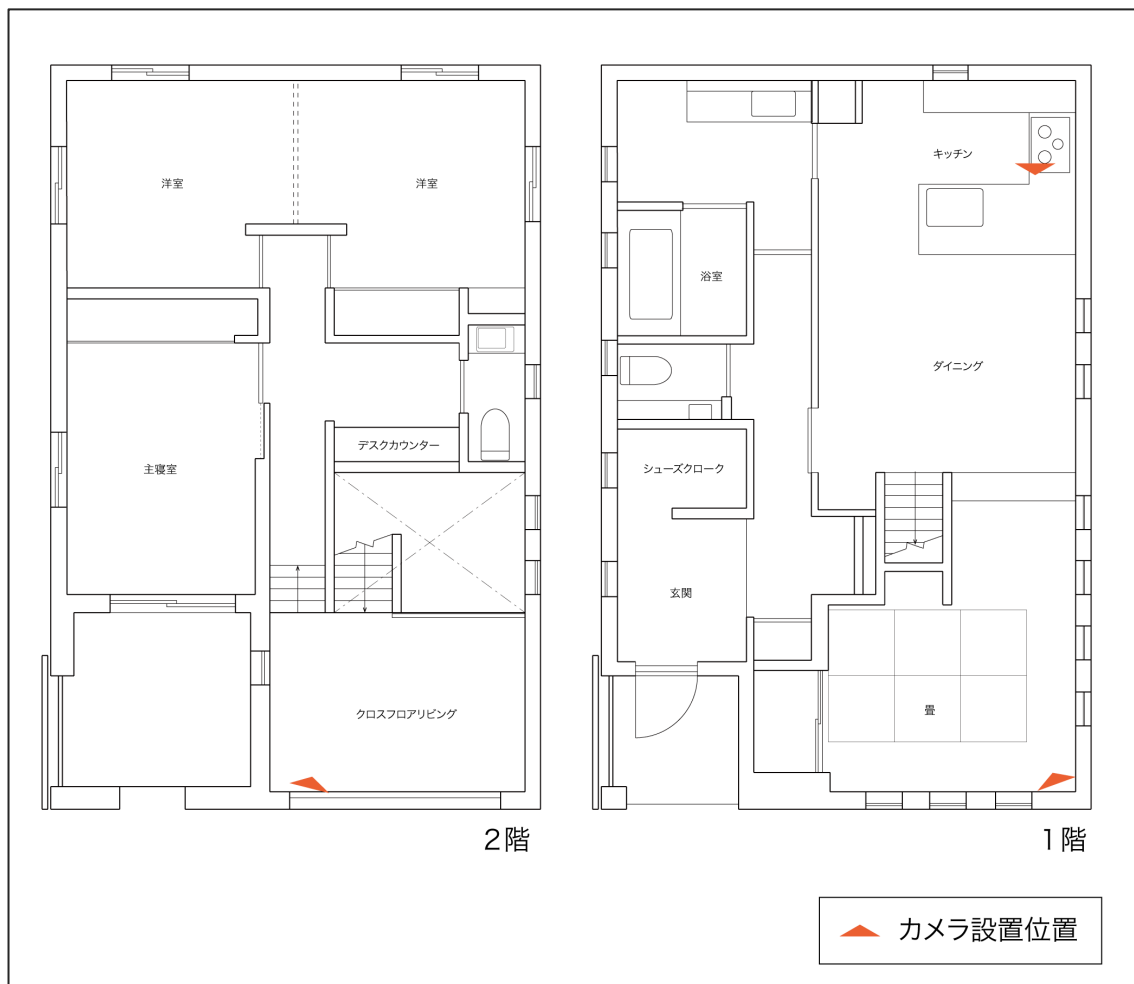 洋室
洋室
主寝室
デスクカウンター
クロスフロアリビング
2階
キッチン
浴室
ダイニング
シューズクローク
玄関
畳
1階
カメラ設置位置